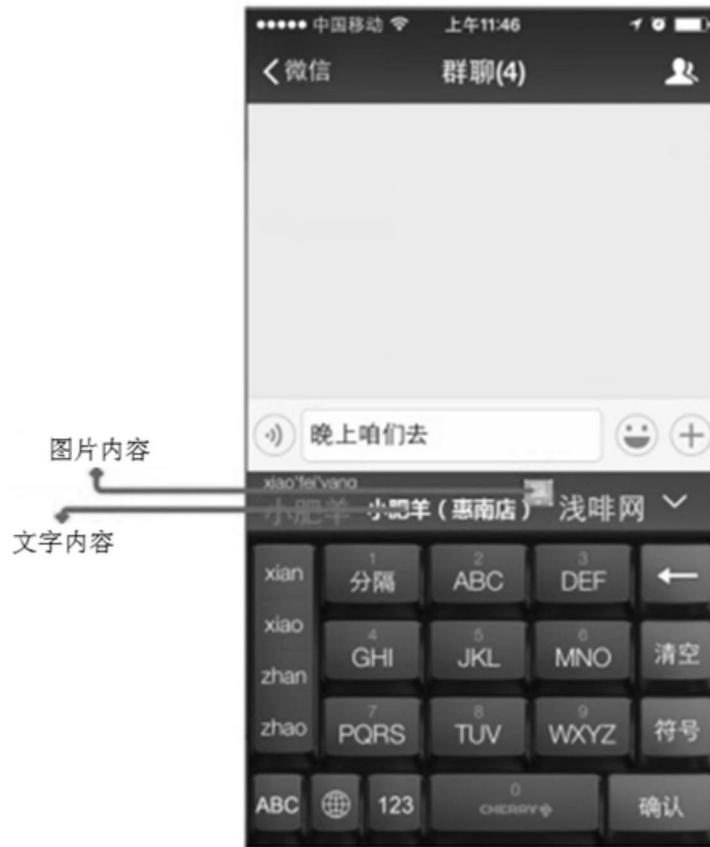 中国移动 上午11:46
微信 群聊(4)
晚上咱们去
图片内容
xiao'fei'yang
小肥羊 小肥羊(惠南店) 浅啡网
文字内容
xian 1 分隔 2 ABC 3 DEF
xiao
4 GHI 5 JKL 6 MNO 清空
zhan
zhao 7 PQRS 8 TUV 9 WXYZ 符号
ABC 123 0 CHERRY 确认